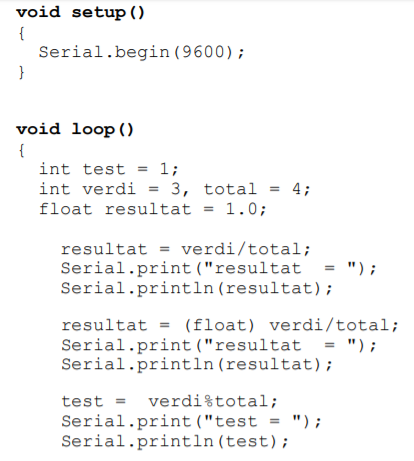 void setup()
{
  Serial.begin(9600);
}

void loop()
{
  int test = 1;
  int verdi = 3, total = 4;
  float resultat = 1.0;

    resultat = verdi/total;
    Serial.print("resultat  = ");
    Serial.println(resultat);

    resultat = (float) verdi/total;
    Serial.print("resultat  = ");
    Serial.println(resultat);

    test =  verdi%total;
    Serial.print("test = ");
    Serial.println(test);